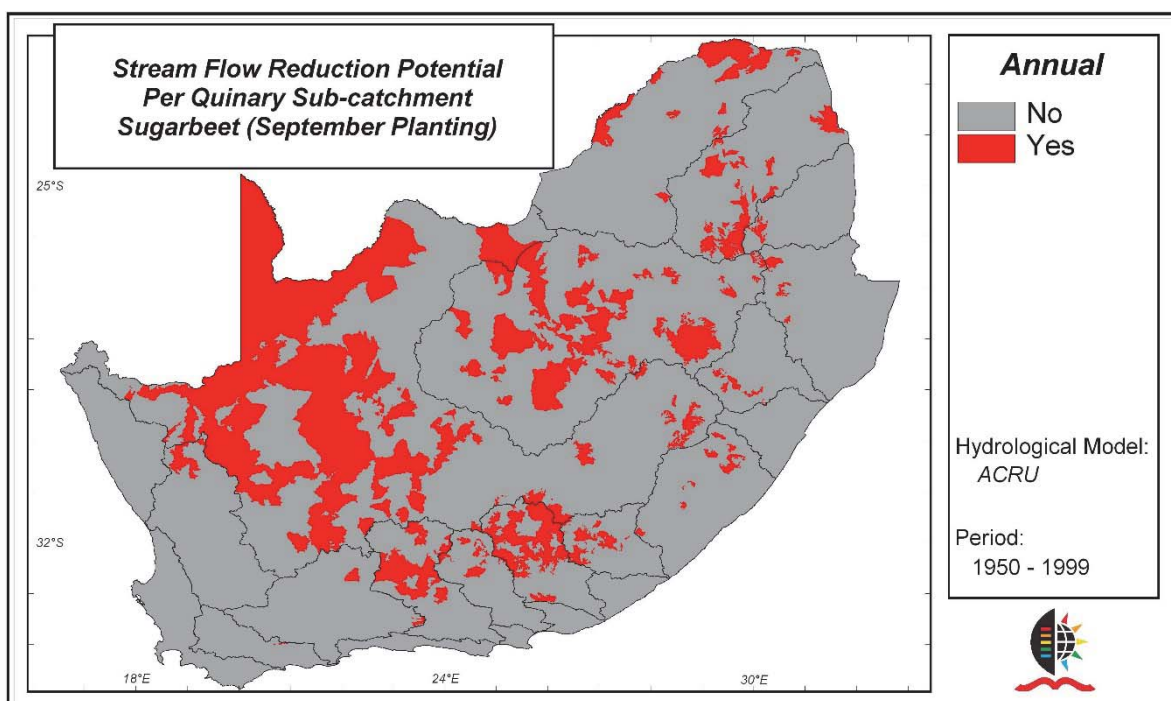 Stream Flow Reduction Potential
Per Quinary Sub-catchment
Sugarbeet (September Planting)
Annual
No
Yes
25°S
Hydrological Model:
ACRU
32°S
Period:
1950 - 1999
18°E
24°E
30°E